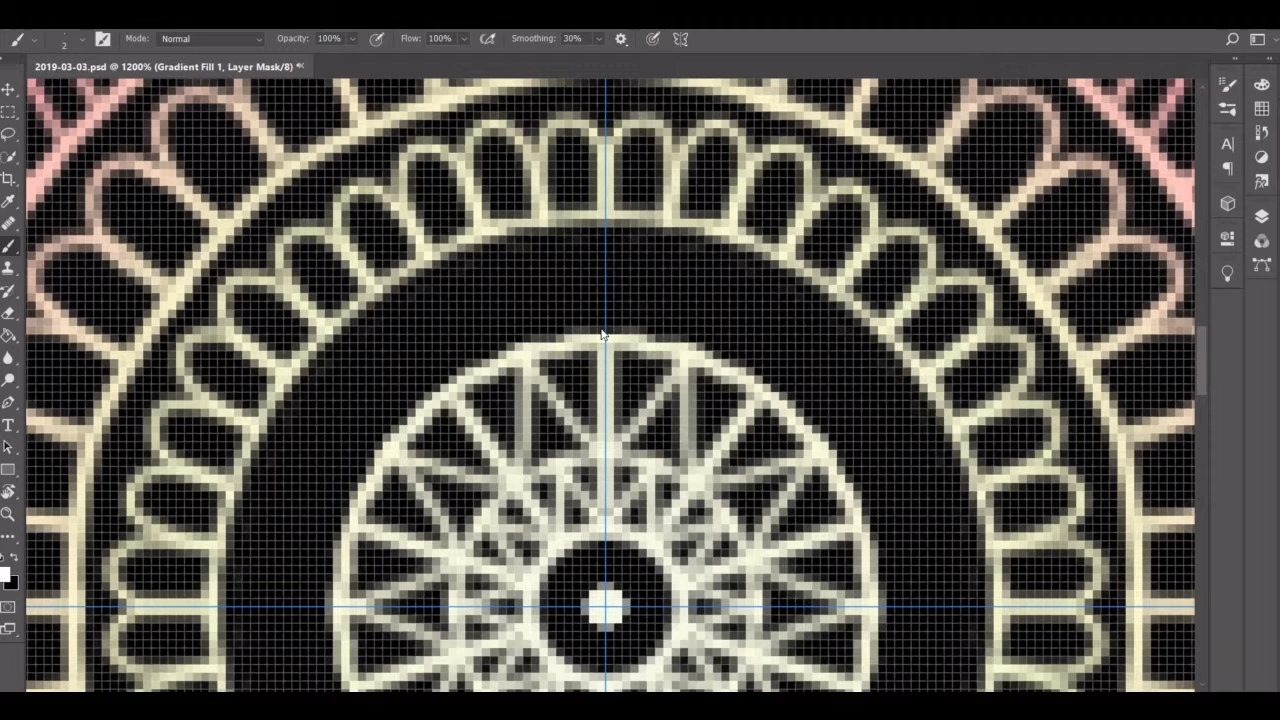 2 Mode: Normal Opacity: 100% Flow: 100% Smoothing: 30%
2019-03-03.psd @ 1200% (Gradient Fill 1, Layer Mask/8) *